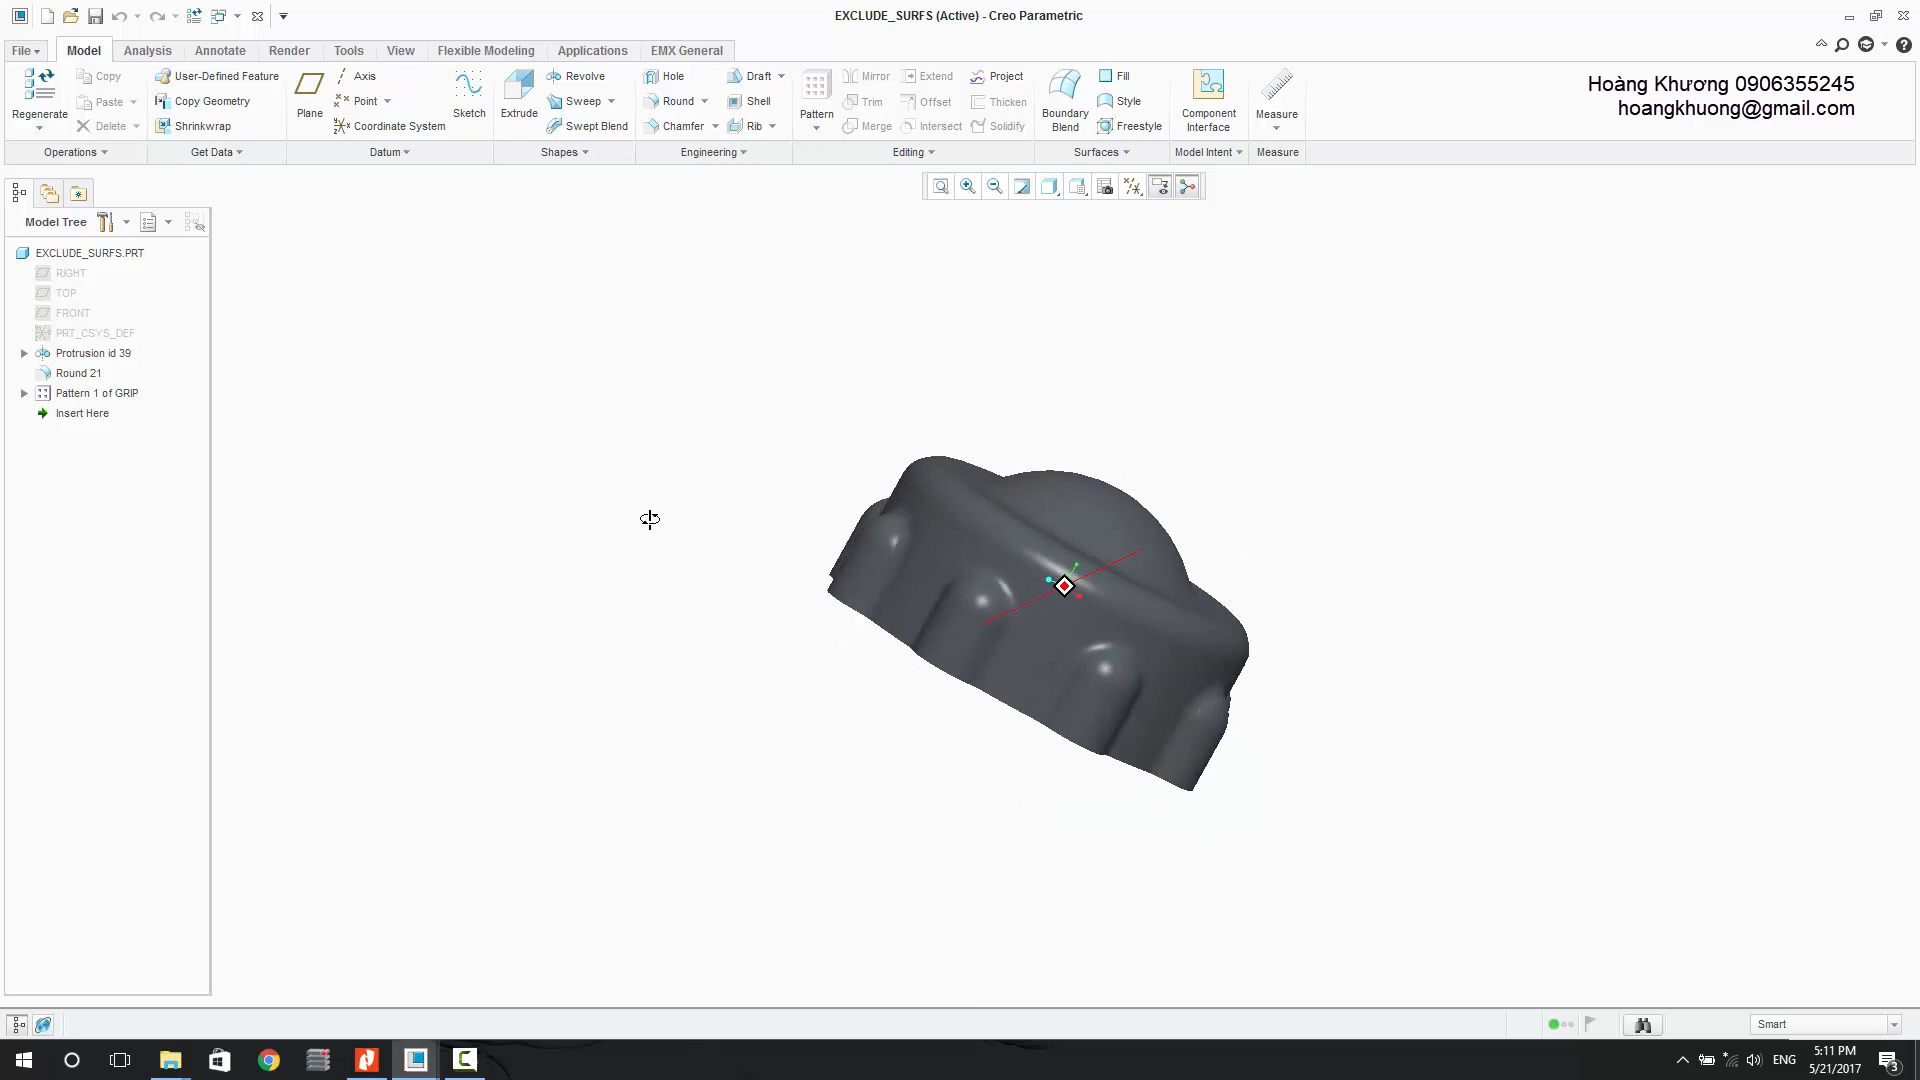 EXCLUDE_SURFS (Active) - Creo Parametric
File Model Analysis Annotate Render Tools View Flexible Modeling Applications EMX General
Regenerate
Copy
Paste
Delete
Operations
User-Defined Feature
Copy Geometry
Shrinkwrap
Get Data
Plane
Axis
Point
Coordinate System
Sketch
Datum
Extrude
Revolve
Sweep
Swept Blend
Shapes
Hole
Round
Chamfer
Draft
Shell
Rib
Engineering
Pattern
Mirror
Trim
Merge
Extend
Offset
Intersect
Project
Thicken
Solidify
Editing
Boundary
Blend
Fill
Style
Freestyle
Surfaces
Component
Interface
Model Intent
Measure
Measure
Hoàng Khương 0906355245
hoangkhuong@gmail.com
Model Tree
EXCLUDE_SURFS.PRT
RIGHT
TOP
FRONT
PRT_CSYS_DEF
Protrusion id 39
Round 21
Pattern 1 of GRIP
Insert Here
Smart
ENG
5:11 PM
5/21/2017
3